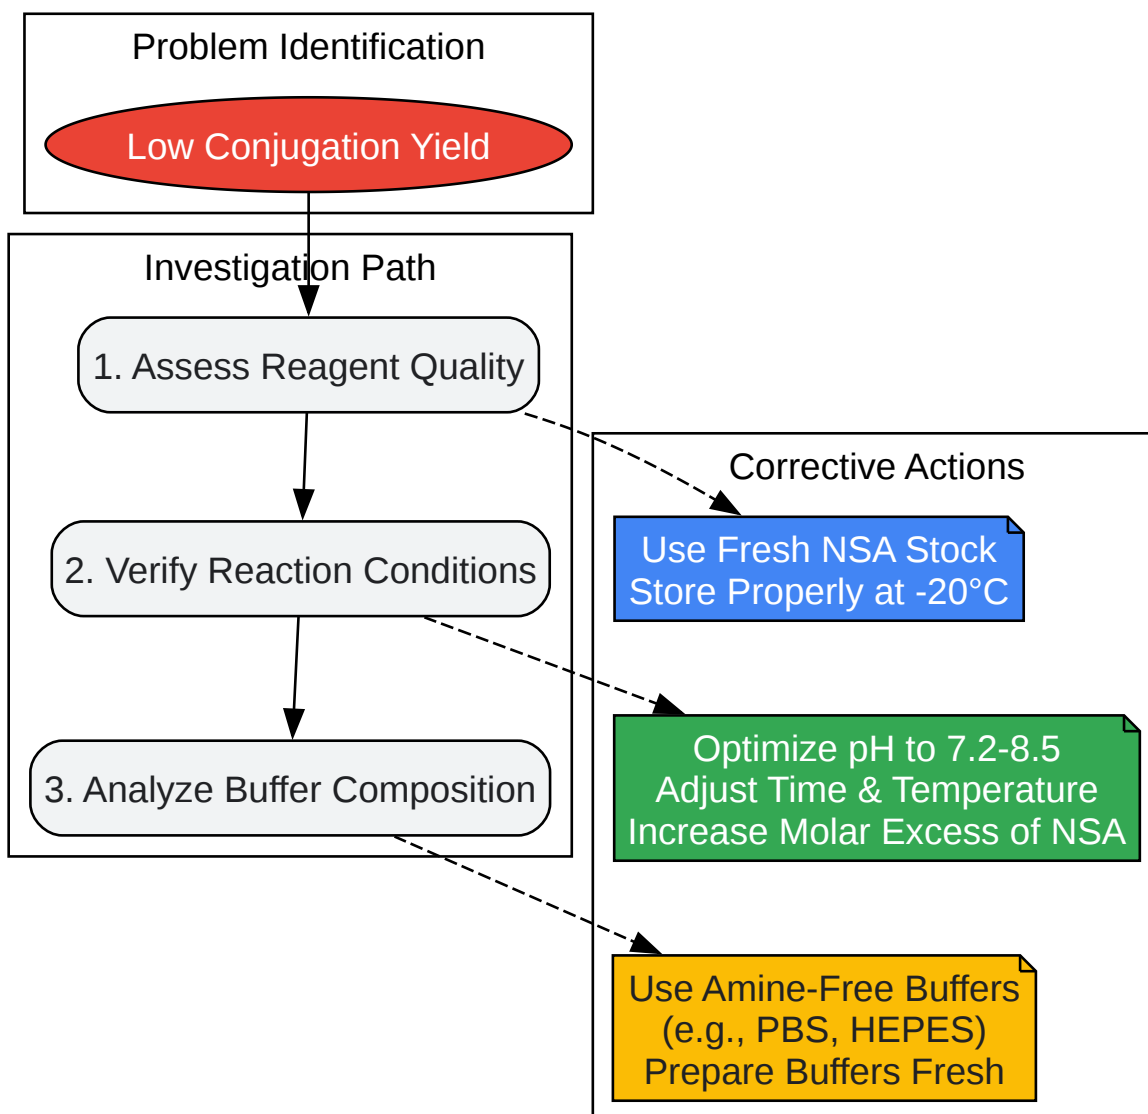 Problem Identification
Low Conjugation Yield
Investigation Path
1. Assess Reagent Quality
2. Verify Reaction Conditions
3. Analyze Buffer Composition
Corrective Actions
Use Fresh NSA Stock
Store Properly at -20°C
Optimize pH to 7.2-8.5
Adjust Time & Temperature
Increase Molar Excess of NSA
Use Amine-Free Buffers
(e.g., PBS, HEPES)
Prepare Buffers Fresh